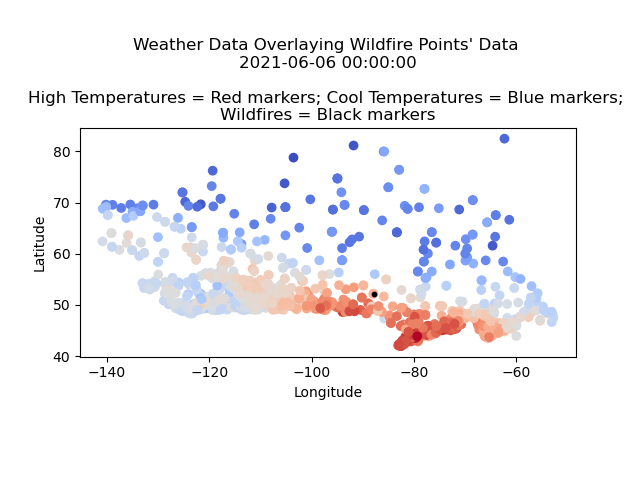 Weather Data Overlaying Wildfire Points' Data
2021-06-06 00:00:00
High Temperatures = Red markers; Cool Temperatures = Blue markers;
Wildfires = Black markers
80
70
60
50
40
Latitude
−140
−120
−100
−80
−60
Longitude